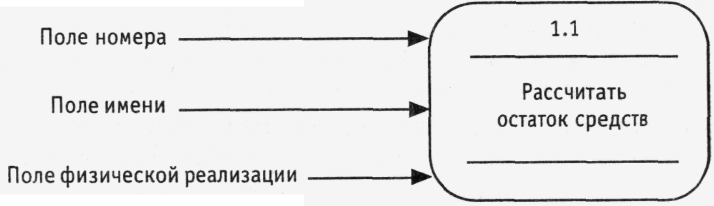 Поле номера
1.1
Поле имени
Рассчитать
остаток средств
Поле физической реализации